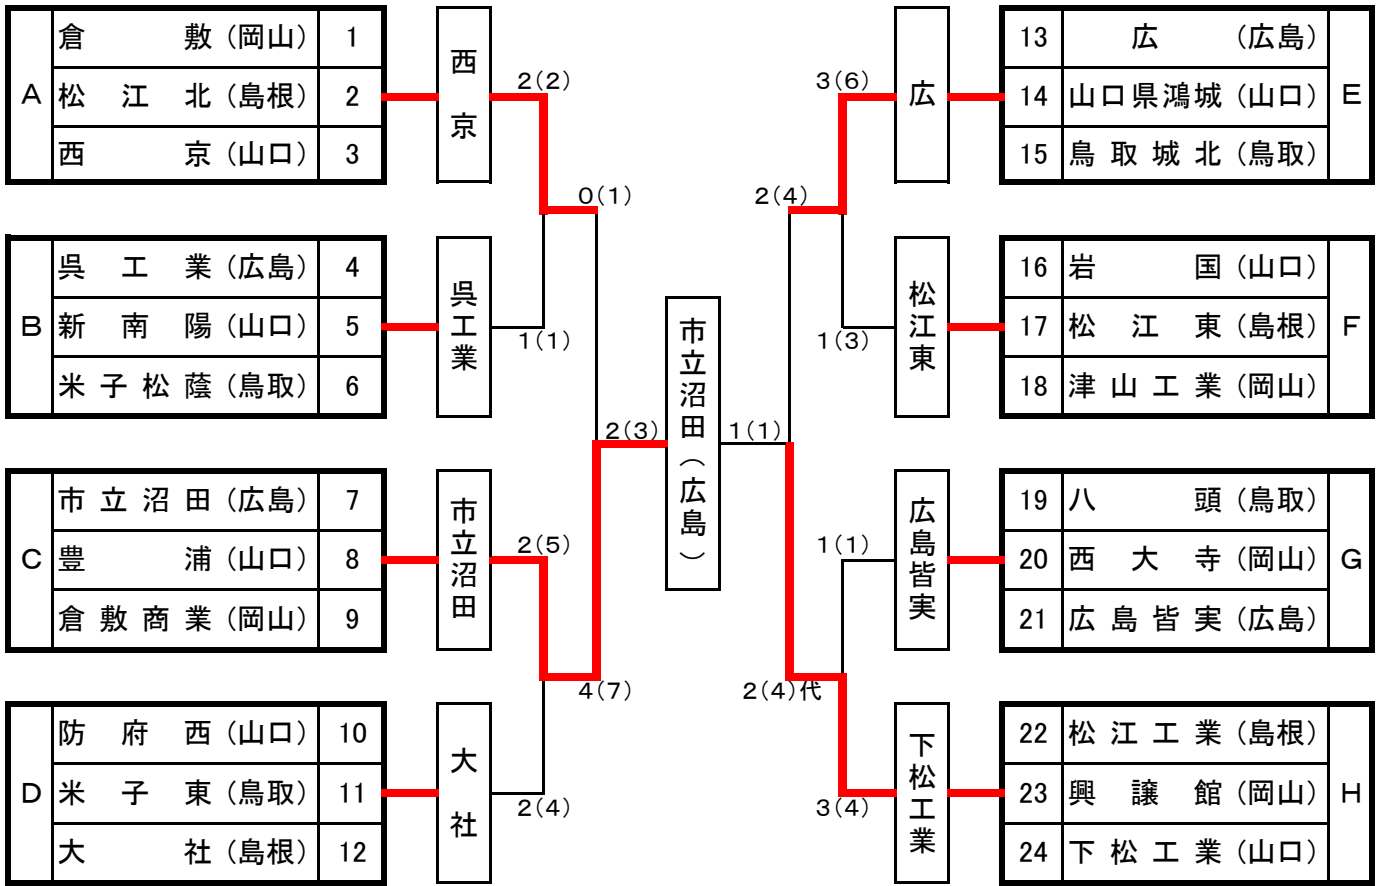 A
倉敷(岡山) 1
松江北(島根) 2
西京(山口) 3
B
呉工業(広島) 4
新南陽(山口) 5
米子松蔭(鳥取) 6
C
市立沼田(広島) 7
豊浦(山口) 8
倉敷商業(岡山) 9
D
防府西(山口) 10
米子東(鳥取) 11
大社(島根) 12
西京
呉工業
市立沼田
大社
2(2)
1(1)
2(5)
2(4)
0(1)
4(7)
2(3)
市立沼田(広島)
1(1)
2(4)
2(4)代
3(6)
1(3)
1(1)
3(4)
広
松江東
広島皆実
下松工業
13 広(広島)
14 山口県鴻城(山口)
15 鳥取城北(鳥取)
E
16 岩国(山口)
17 松江東(島根)
18 津山工業(岡山)
F
19 八頭(鳥取)
20 西大寺(岡山)
21 広島皆実(広島)
G
22 松江工業(島根)
23 興譲館(岡山)
24 下松工業(山口)
H